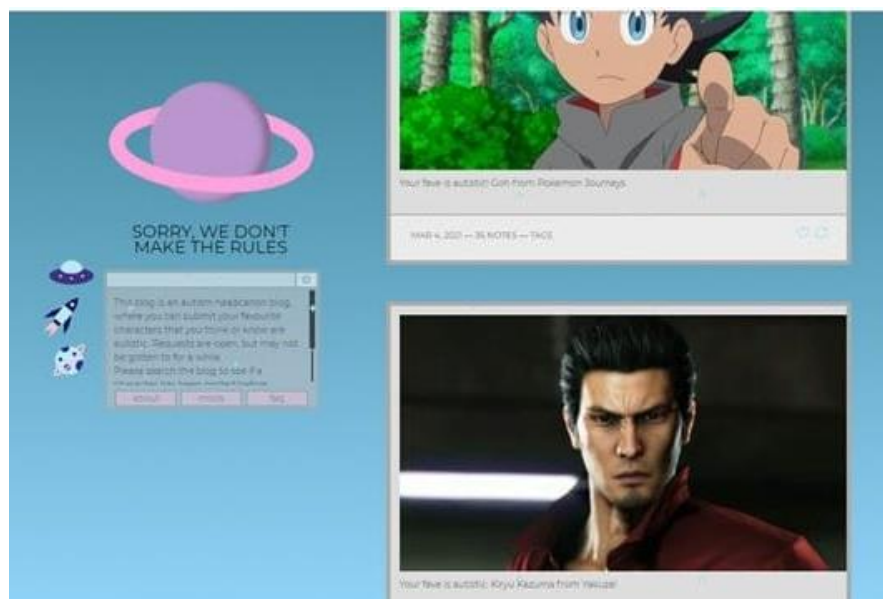 SORRY, WE DON'T
MAKE THE RULES
This blog is an autism headcanon blog,
where you can submit your favourite
characters that you think or know are
autistic. Requests are open, but may not
be gotten to for a while.
Please search the blog to see if a
about
mods
faq
Your fave is autistic: Goh from Pokemon Journeys
MAR 4, 2021 — 35 NOTES — TAGS
Your fave is autistic: Kiryu Kazuma from Yakuza!